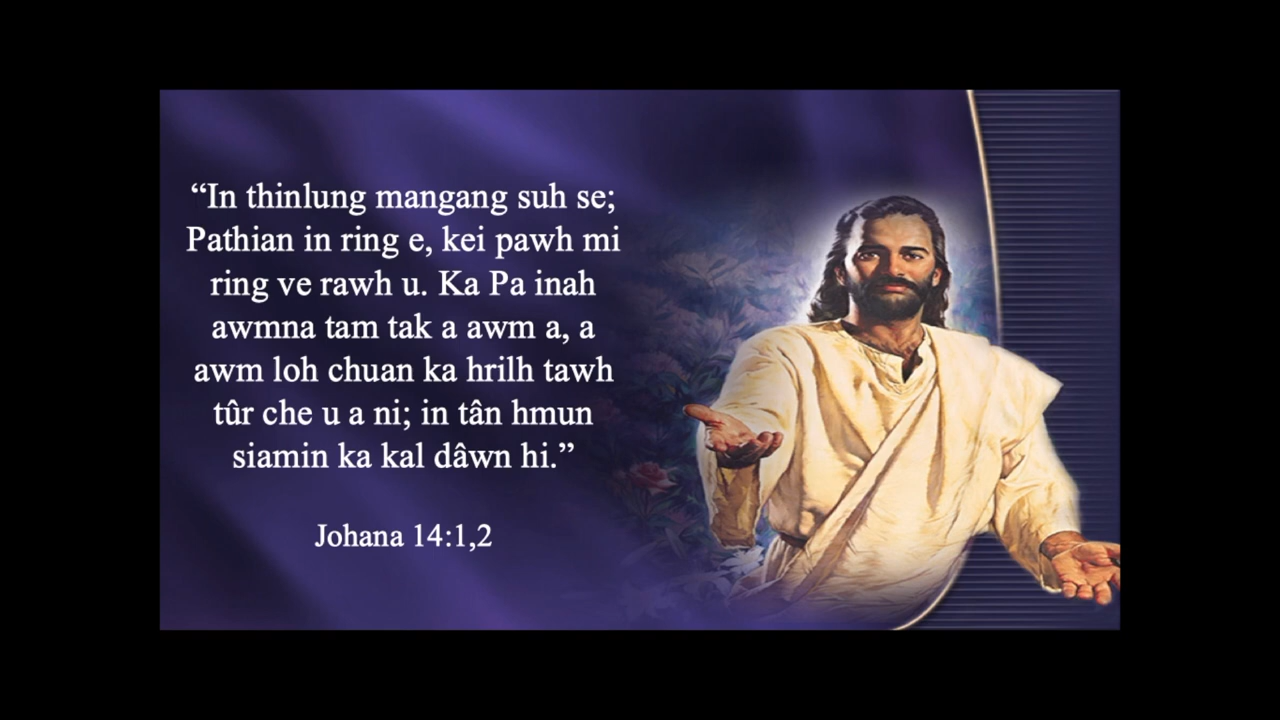 “In thinlung mangang suh se;
Pathian in ring e, kei pawh mi
ring ve rawh u. Ka Pa inah
awmna tam tak a awm a, a
awm loh chuan ka hrilh tawh
tûr che u a ni; in tân hmun
siamin ka kal dâwn hi.”
Johana 14:1,2